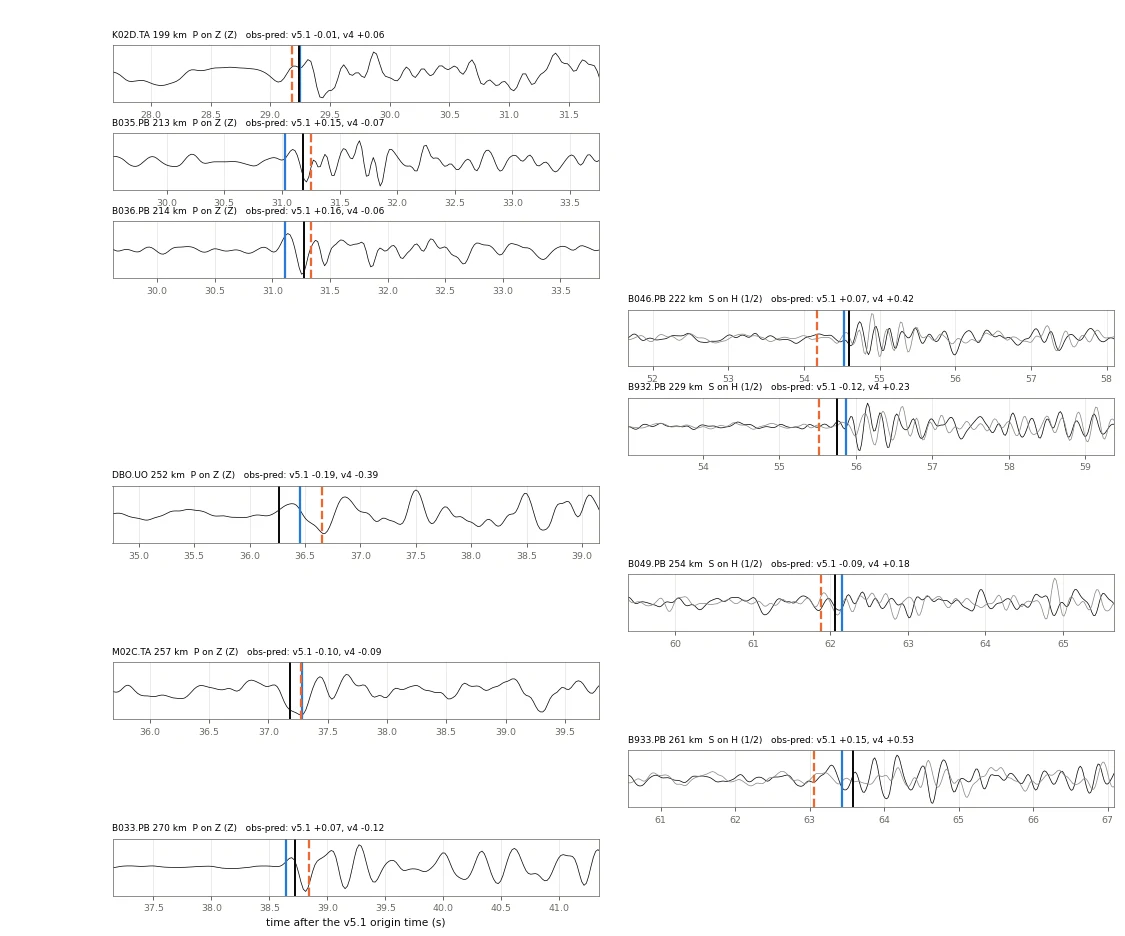 K02D.TA 199 km  P on Z (Z)   obs-pred: v5.1 -0.01, v4 +0.06
28.0 28.5 29.0 29.5 30.0 30.5 31.0 31.5
B035.PB 213 km  P on Z (Z)   obs-pred: v5.1 +0.15, v4 -0.07
30.0 30.5 31.0 31.5 32.0 32.5 33.0 33.5
B036.PB 214 km  P on Z (Z)   obs-pred: v5.1 +0.16, v4 -0.06
30.0 30.5 31.0 31.5 32.0 32.5 33.0 33.5
B046.PB 222 km  S on H (1/2)   obs-pred: v5.1 +0.07, v4 +0.42
52 53 54 55 56 57 58
B932.PB 229 km  S on H (1/2)   obs-pred: v5.1 -0.12, v4 +0.23
54 55 56 57 58 59
DBO.UO 252 km  P on Z (Z)   obs-pred: v5.1 -0.19, v4 -0.39
35.0 35.5 36.0 36.5 37.0 37.5 38.0 38.5 39.0
B049.PB 254 km  S on H (1/2)   obs-pred: v5.1 -0.09, v4 +0.18
60 61 62 63 64 65
M02C.TA 257 km  P on Z (Z)   obs-pred: v5.1 -0.10, v4 -0.09
36.0 36.5 37.0 37.5 38.0 38.5 39.0 39.5
B933.PB 261 km  S on H (1/2)   obs-pred: v5.1 +0.15, v4 +0.53
61 62 63 64 65 66 67
B033.PB 270 km  P on Z (Z)   obs-pred: v5.1 +0.07, v4 -0.12
37.5 38.0 38.5 39.0 39.5 40.0 40.5 41.0
time after the v5.1 origin time (s)